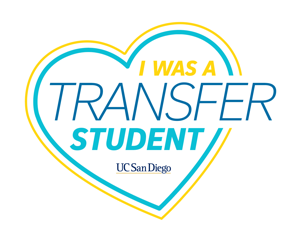 I WAS A
TRANSFER
STUDENT
UC San Diego